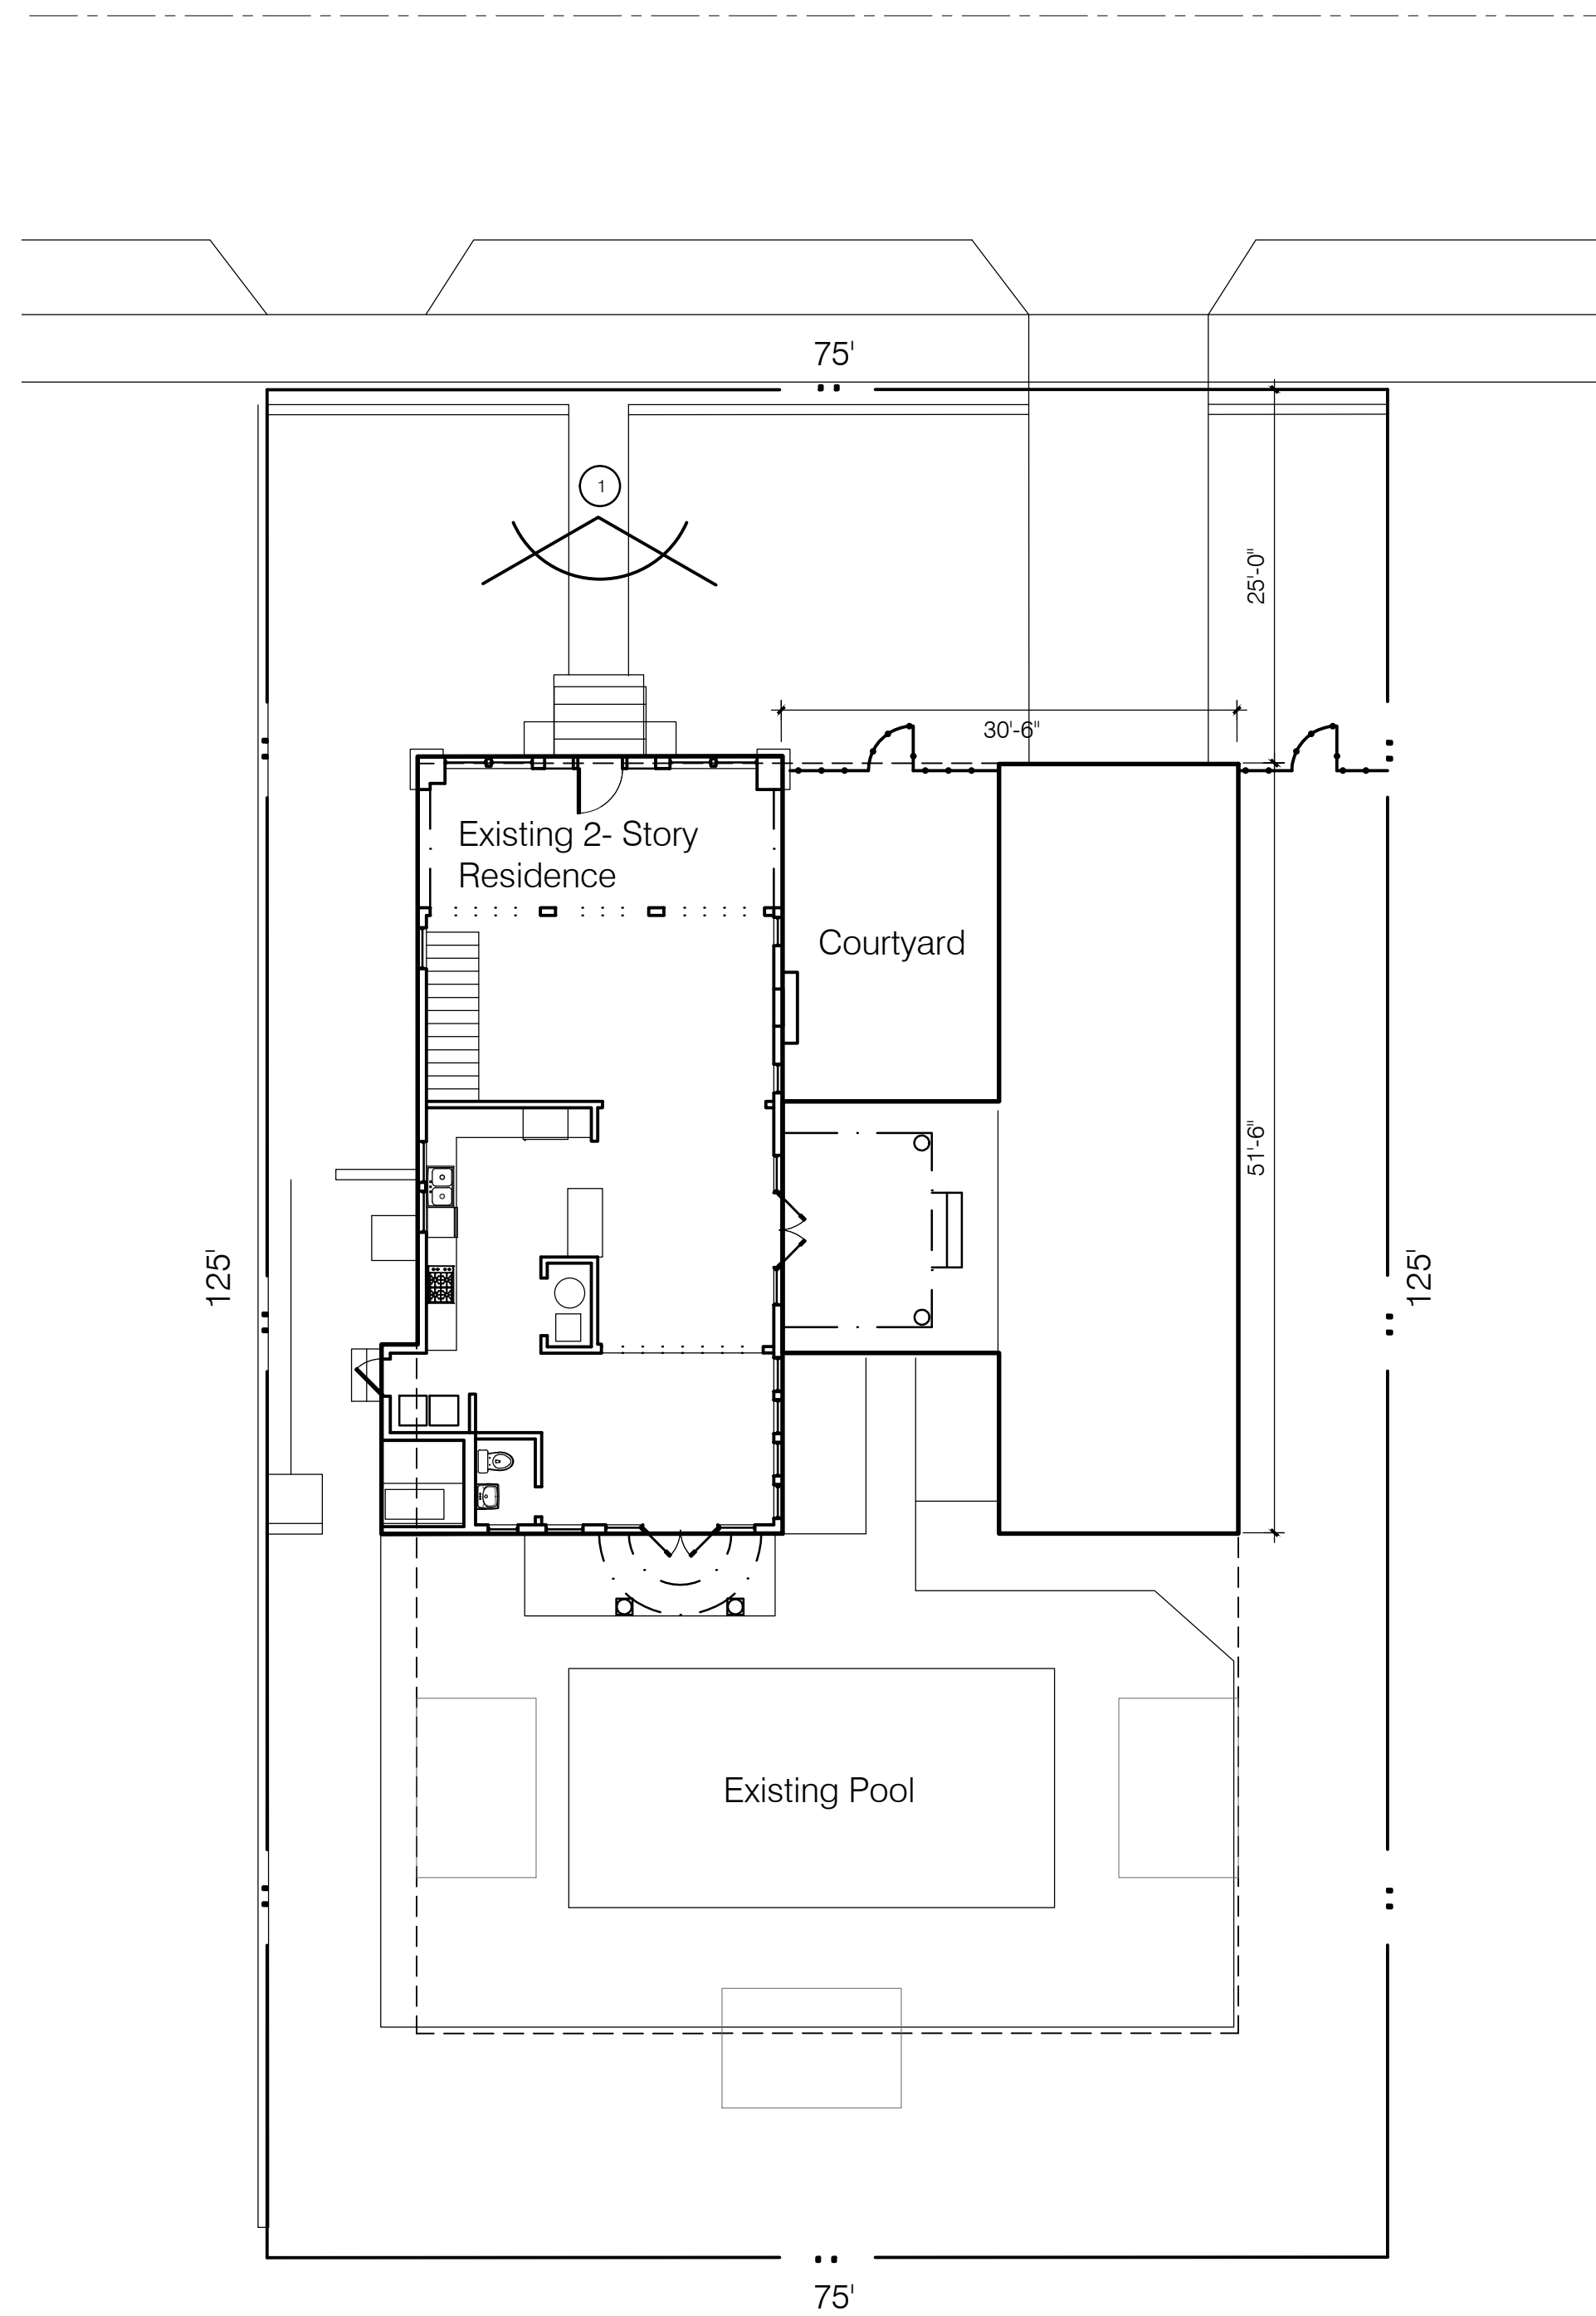 75'
1
25'-0"
30'-6"
Existing 2- Story
Residence
Courtyard
51'-6"
125'
125'
Existing Pool
75'